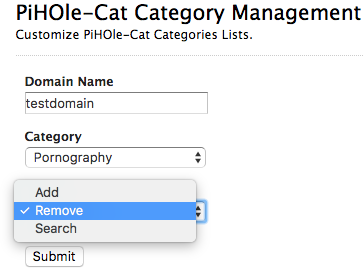 PiHOle-Cat Category Management
Customize PiHOle-Cat Categories Lists.
Domain Name
testdomain
Category
Pornography
Add
✓ Remove
Search
Submit